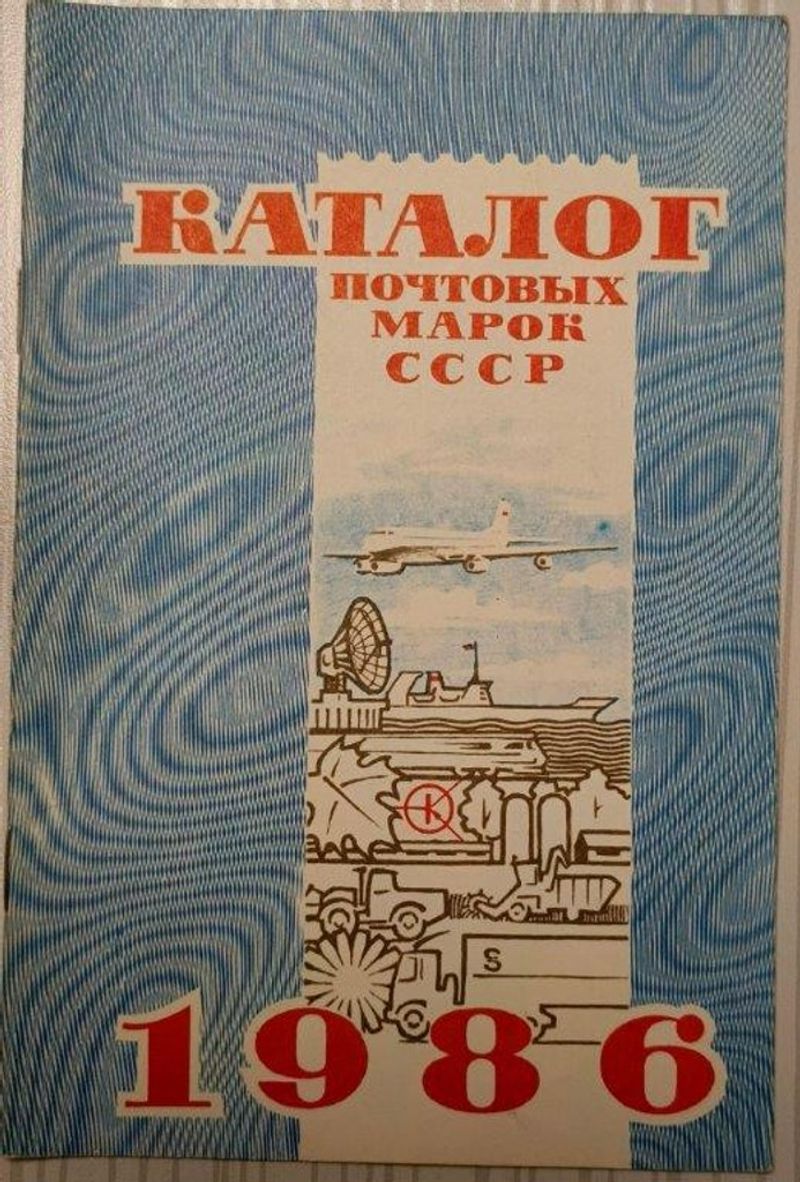 КАТАЛОГ
ПОЧТОВЫХ
МАРОК
СССР
К
§
1986